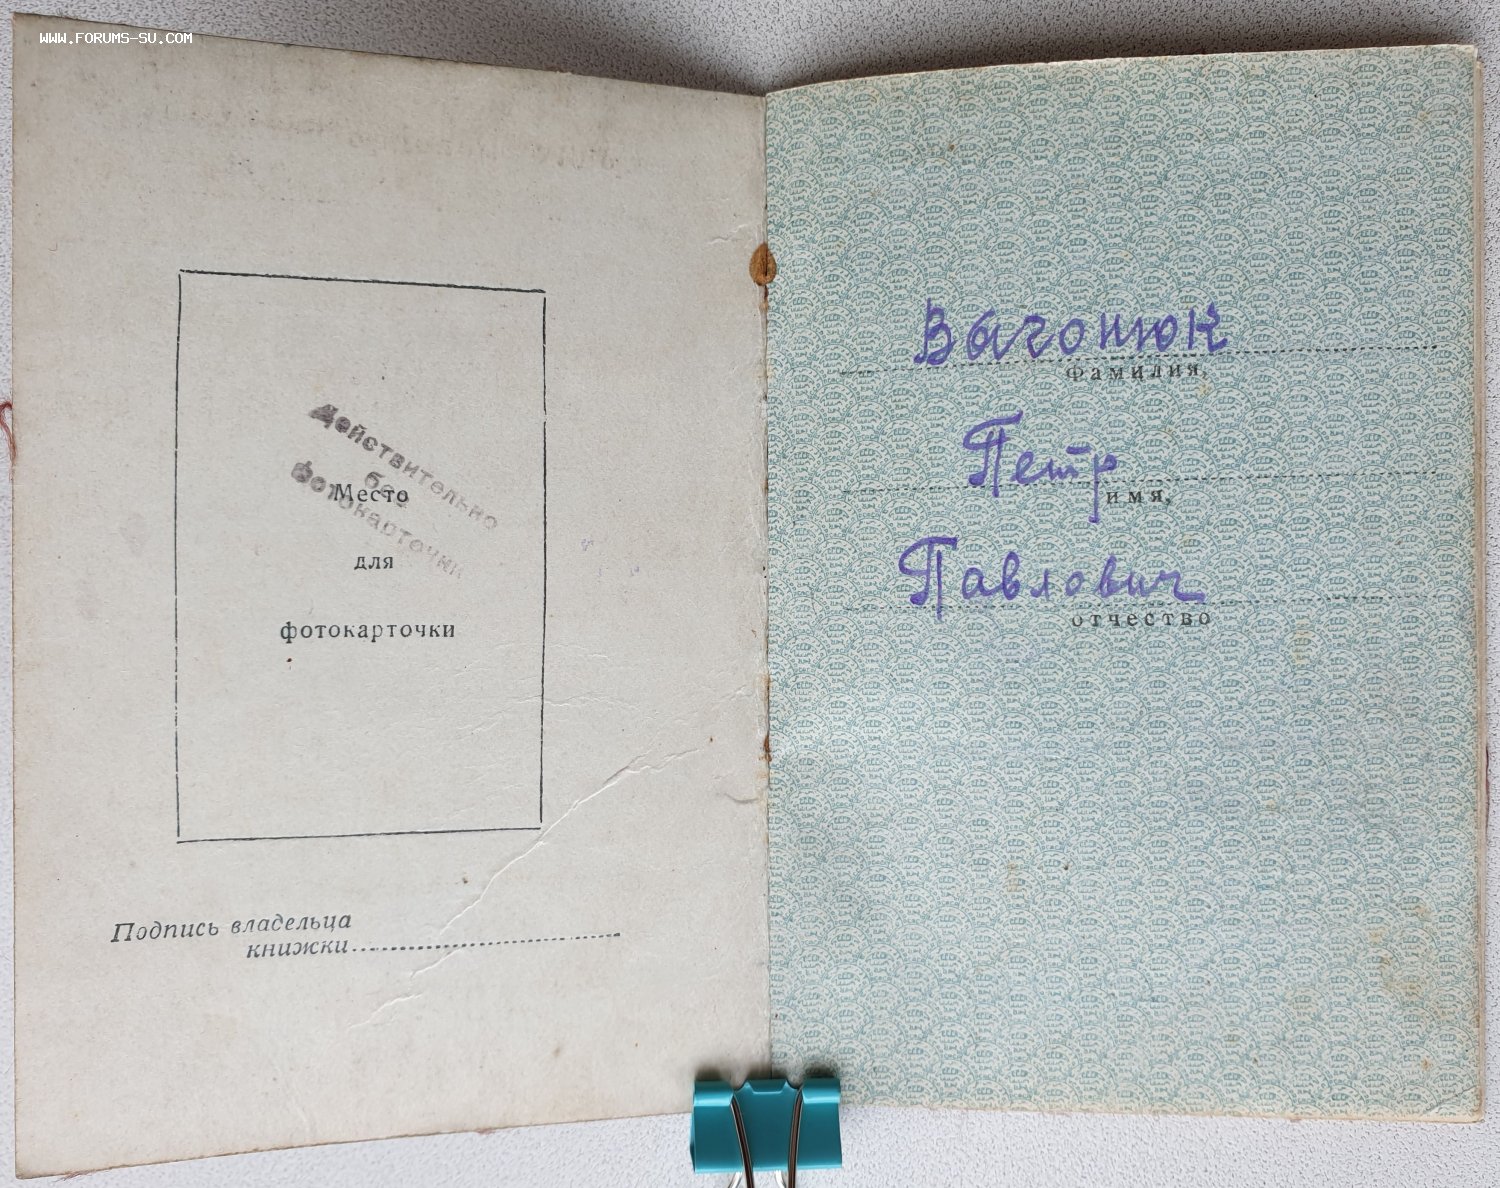 WWW.FORUMS-SU.COM
Действительно
без
фотокарточки
Место
для
фотокарточки
Подпись владельца
книжки
Вагонюк
Фамилия,
Петр
имя,
Павлович
отчество